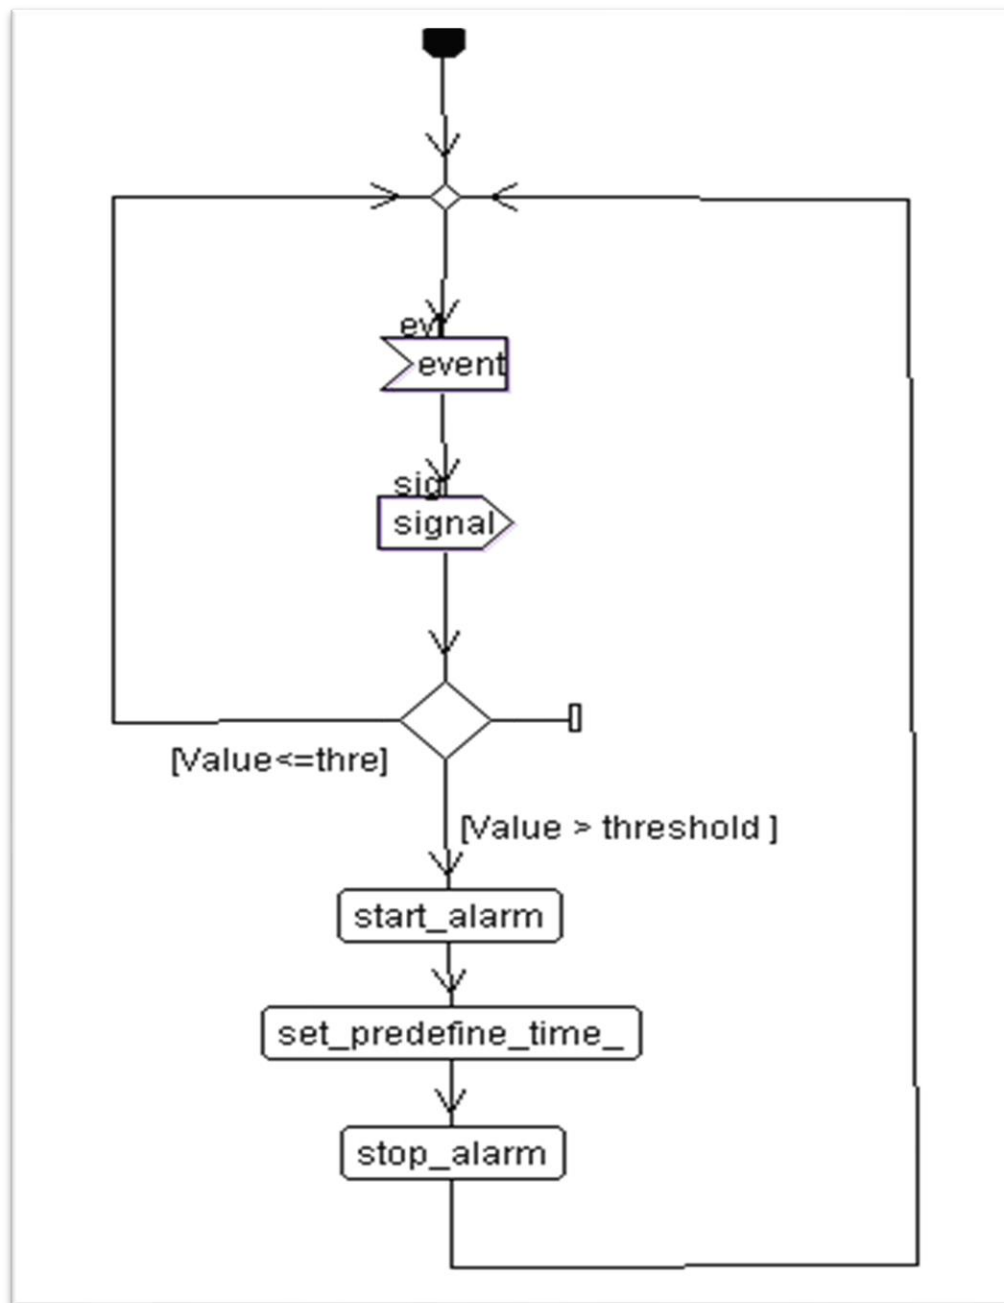 ev
event
sig
signal
[Value<=thre]
[Value > threshold ]
start_alarm
set_predefine_time_
stop_alarm